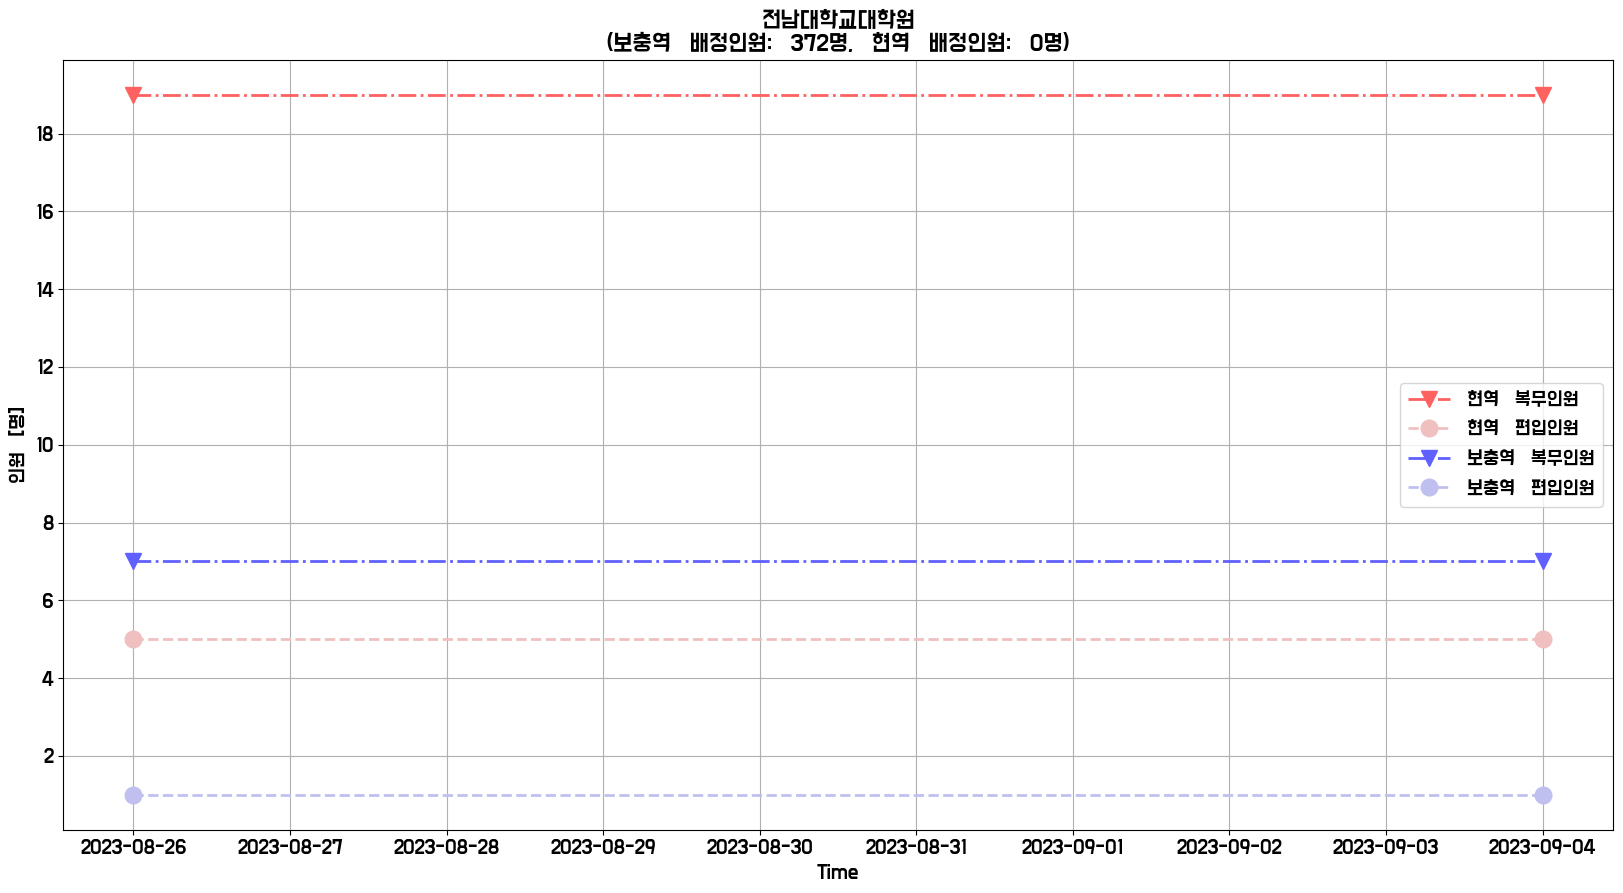 전남대학교대학원
(보충역 배정인원: 372명, 현역 배정인원: 0명)
인원 [명]
18
16
14
12
10
8
6
4
2
현역 복무인원
현역 편입인원
보충역 복무인원
보충역 편입인원
2023-08-26 2023-08-27 2023-08-28 2023-08-29 2023-08-30 2023-08-31 2023-09-01 2023-09-02 2023-09-03 2023-09-04
Time